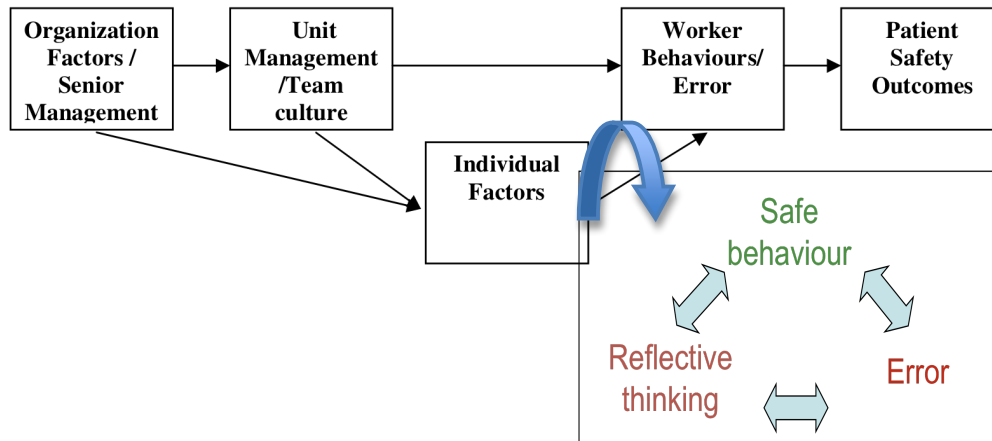 Organization
Factors /
Senior
Management
Unit
Management
/Team
culture
Worker
Behaviours/
Error
Patient
Safety
Outcomes
Individual
Factors
Safe
behaviour
Reflective
thinking
Error